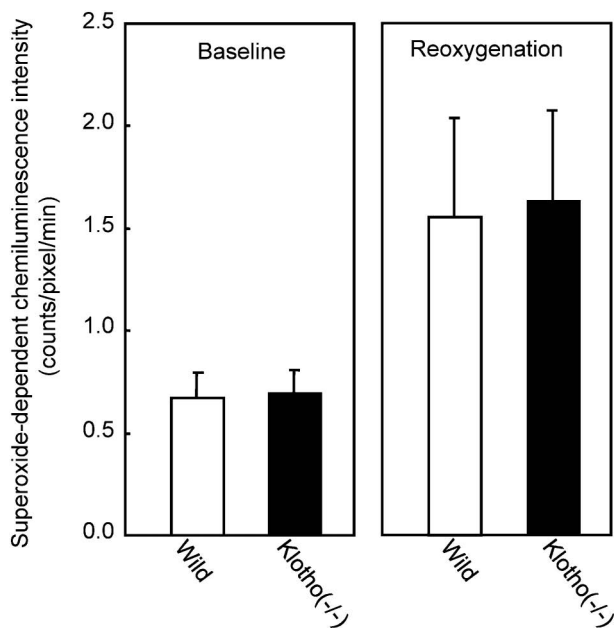 Superoxide-dependent chemiluminescence intensity
(counts/pixel/min)
2.5
2.0
1.5
1.0
0.5
0.0
Baseline
Reoxygenation
Wild
Klotho(-/-)
Wild
Klotho(-/-)